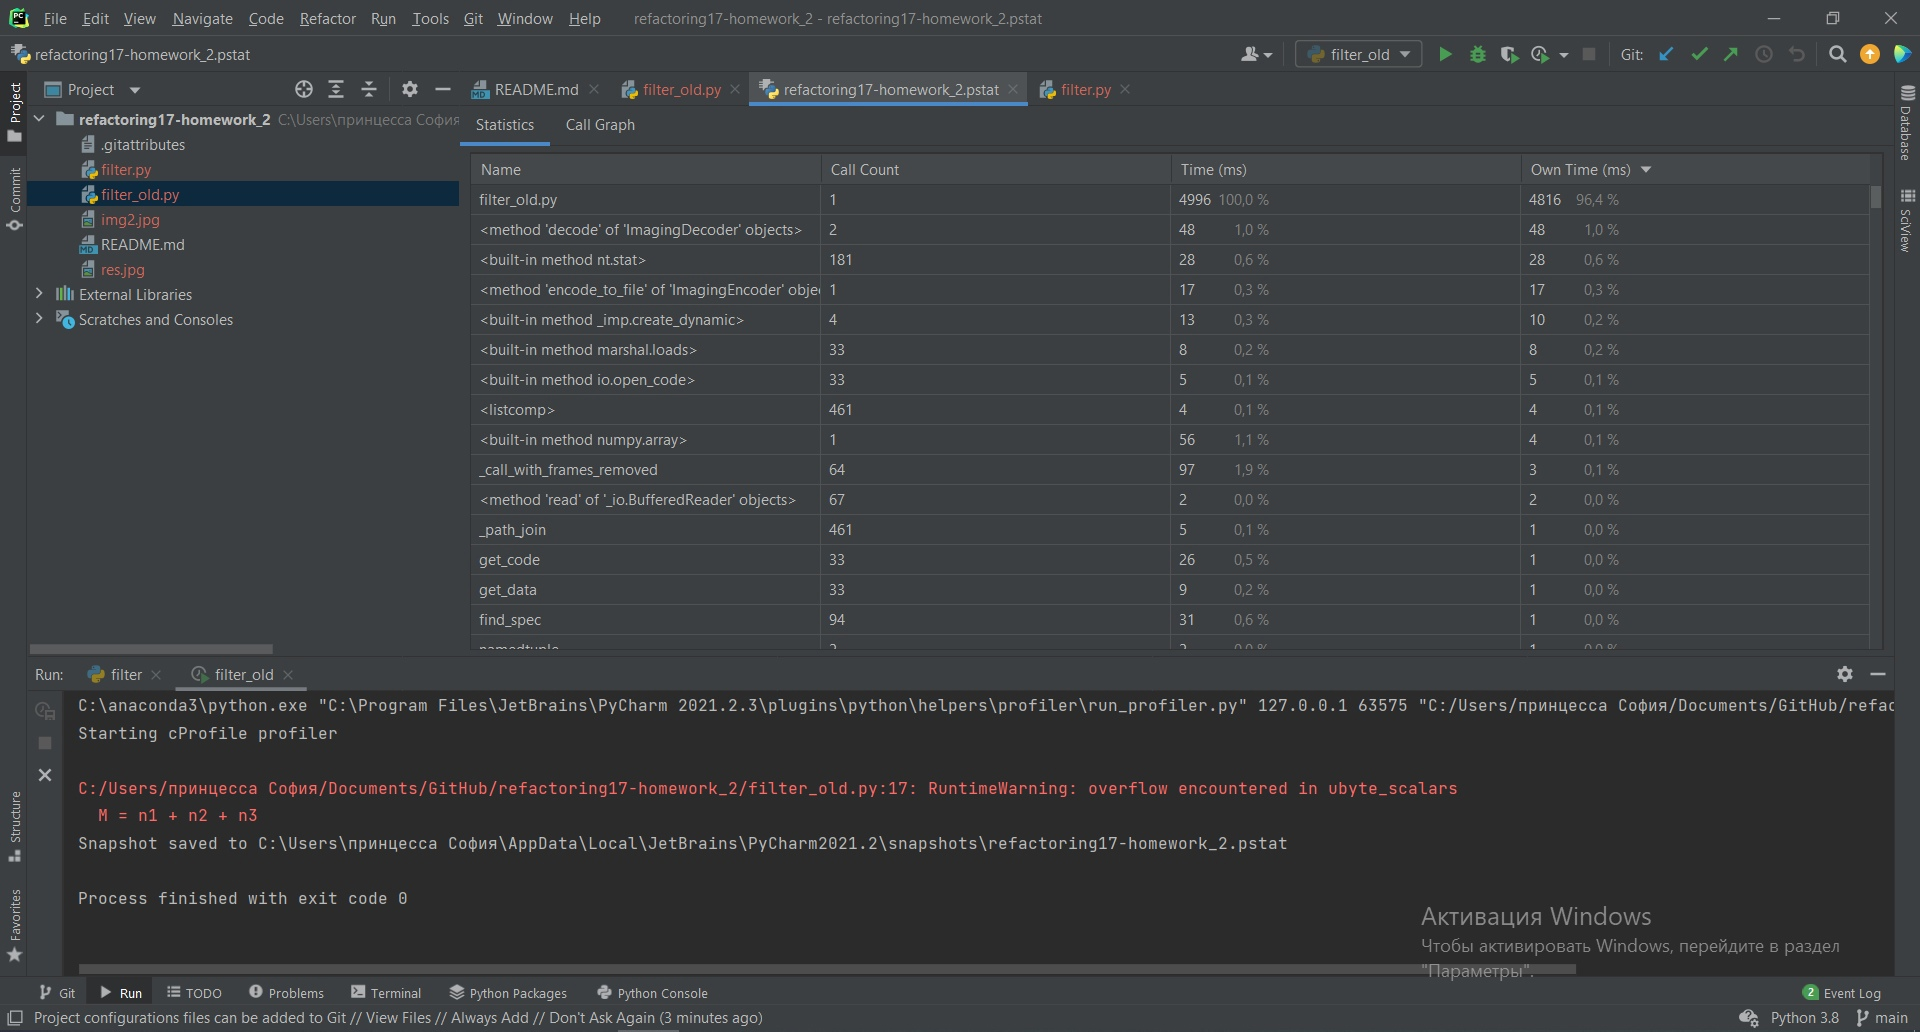 File Edit View Navigate Code Refactor Run Tools Git Window Help refactoring17-homework_2 - refactoring17-homework_2.pstat
refactoring17-homework_2.pstat filter_old Git:
Project README.md filter_old.py refactoring17-homework_2.pstat filter.py
Project
Commit
Structure
Favorites
Database
SciView
refactoring17-homework_2 C:\Users\принцесса София
.gitattributes
filter.py
filter_old.py
img2.jpg
README.md
res.jpg
External Libraries
Scratches and Consoles
Statistics Call Graph
Name Call Count Time (ms) Own Time (ms)
filter_old.py 1 4996 100,0 % 4816 96,4 %
<method 'decode' of 'ImagingDecoder' objects> 2 48 1,0 % 48 1,0 %
<built-in method nt.stat> 181 28 0,6 % 28 0,6 %
<method 'encode_to_file' of 'ImagingEncoder' obje 1 17 0,3 % 17 0,3 %
<built-in method _imp.create_dynamic> 4 13 0,3 % 10 0,2 %
<built-in method marshal.loads> 33 8 0,2 % 8 0,2 %
<built-in method io.open_code> 33 5 0,1 % 5 0,1 %
<listcomp> 461 4 0,1 % 4 0,1 %
<built-in method numpy.array> 1 56 1,1 % 4 0,1 %
_call_with_frames_removed 64 97 1,9 % 3 0,1 %
<method 'read' of '_io.BufferedReader' objects> 67 2 0,0 % 2 0,0 %
_path_join 461 5 0,1 % 1 0,0 %
get_code 33 26 0,5 % 1 0,0 %
get_data 33 9 0,2 % 1 0,0 %
find_spec 94 31 0,6 % 1 0,0 %
Run: filter filter_old
C:\anaconda3\python.exe "C:\Program Files\JetBrains\PyCharm 2021.2.3\plugins\python\helpers\profiler\run_profiler.py" 127.0.0.1 63575 "C:/Users/принцесса София/Documents/GitHub/refac
Starting cProfile profiler
C:/Users/принцесса София/Documents/GitHub/refactoring17-homework_2/filter_old.py:17: RuntimeWarning: overflow encountered in ubyte_scalars
M = n1 + n2 + n3
Snapshot saved to C:\Users\принцесса София\AppData\Local\JetBrains\PyCharm2021.2\snapshots\refactoring17-homework_2.pstat
Process finished with exit code 0
Активация Windows
Чтобы активировать Windows, перейдите в раздел
"Параметры".
Git Run TODO Problems Terminal Python Packages Python Console 2 Event Log
Project configurations files can be added to Git // View Files // Always Add // Don't Ask Again (3 minutes ago) Python 3.8 main